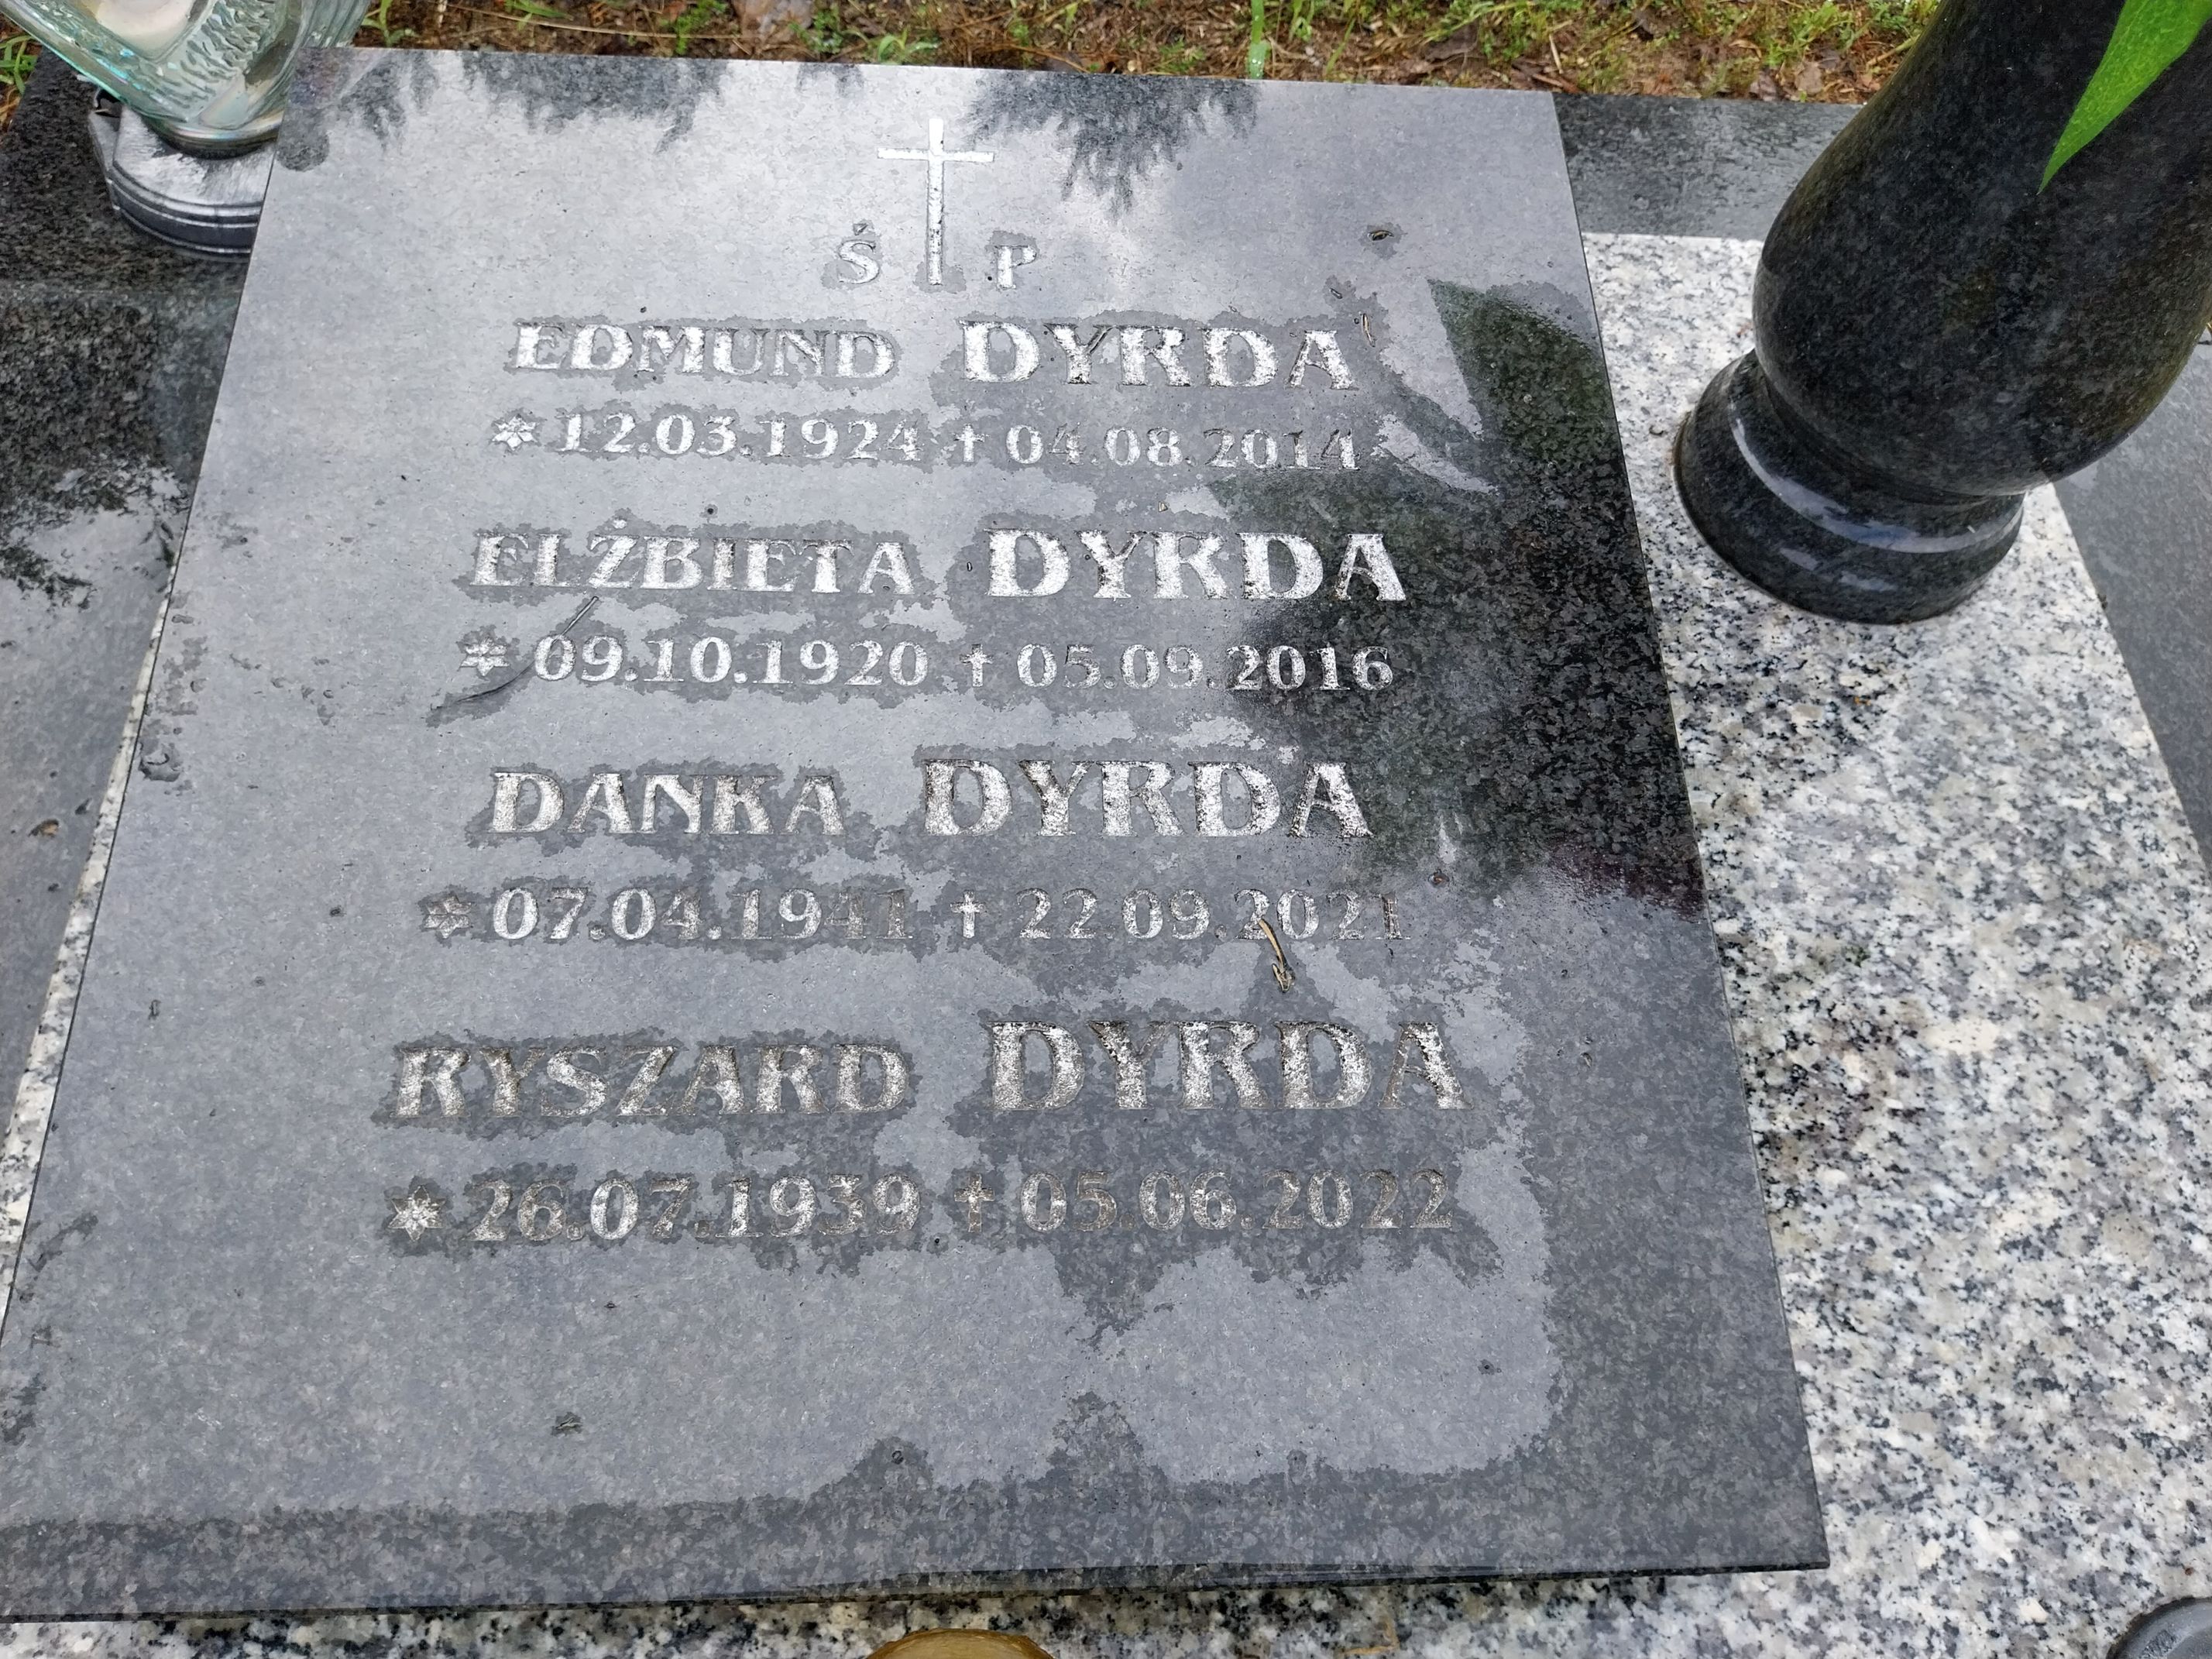 Ś P
EDMUND DYRDA
*12.03.1924 †04.08.2014
ELŻBIETA DYRDA
*09.10.1920 †05.09.2016
DANKA DYRDA
*07.04.1941 †22.09.2021
RYSZARD DYRDA
*26.07.1939 †05.06.2022